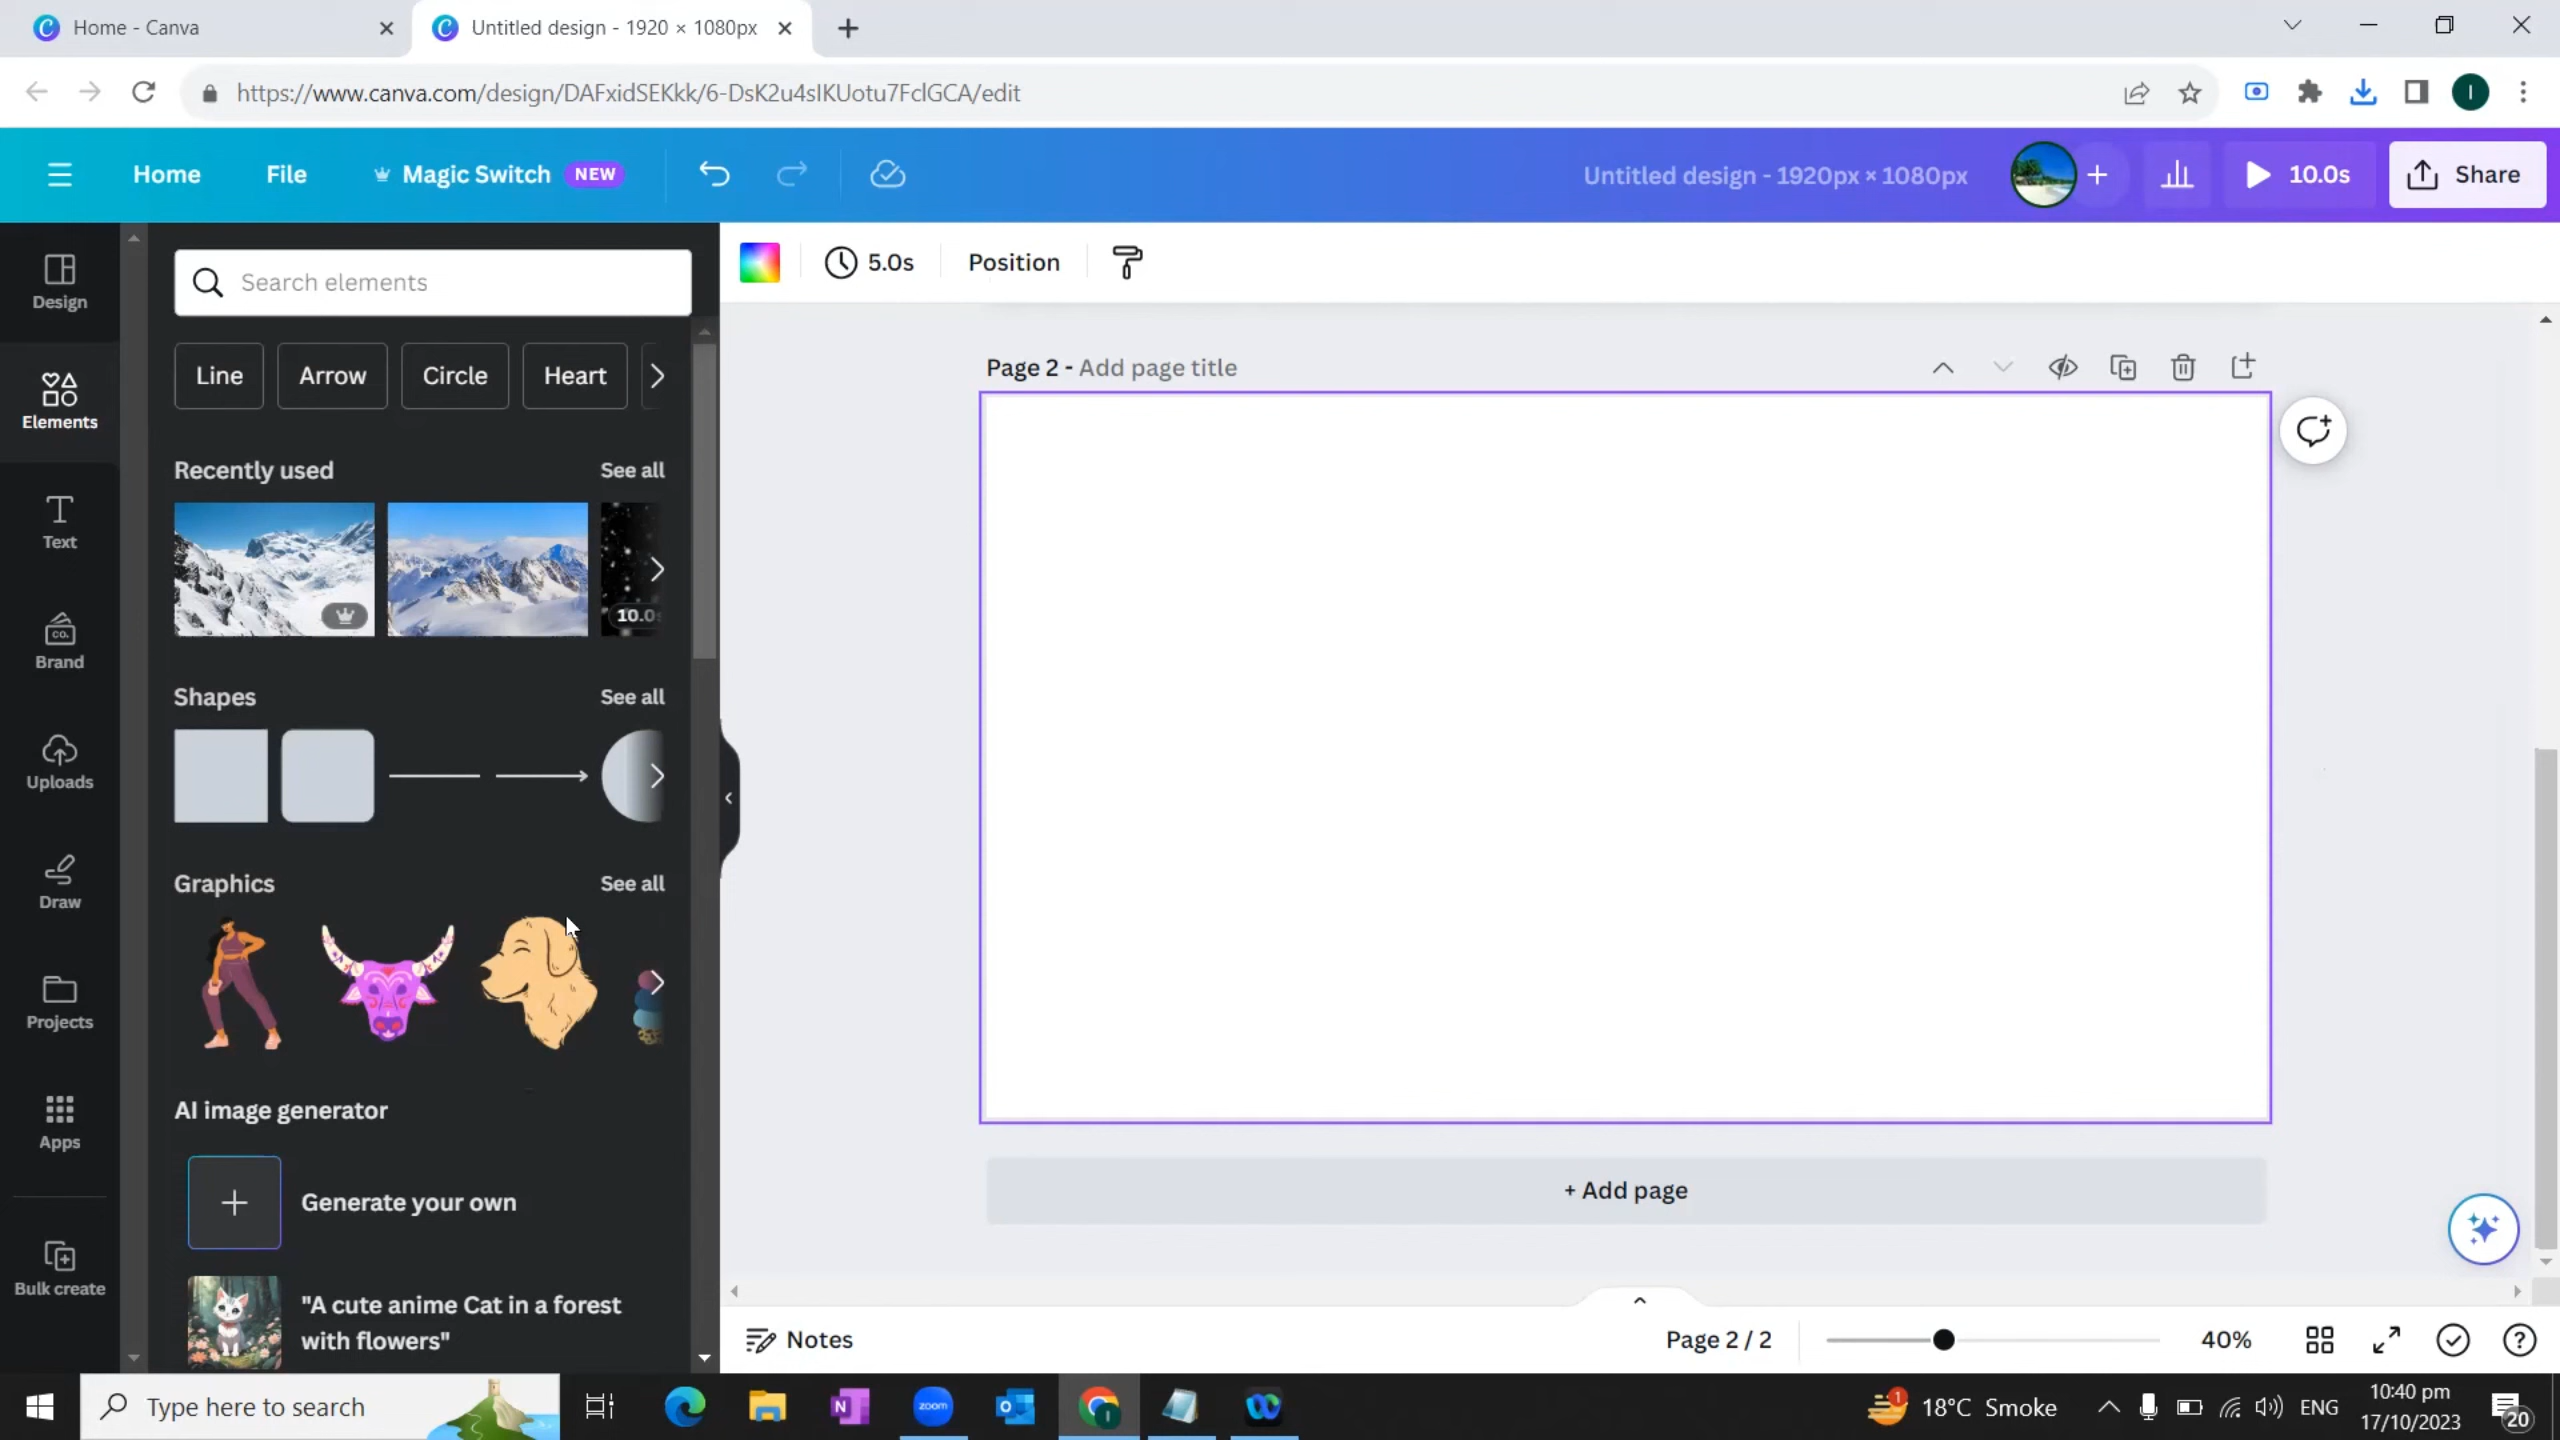 Home - Canva
Untitled design - 1920 × 1080px
https://www.canva.com/design/DAFxidSEKkk/6-DsK2u4sIKUotu7FclGCA/edit
I
Home
File
Magic Switch NEW
Untitled design - 1920px × 1080px
10.0s
Share
Design
Elements
Text
CO.
Brand
Uploads
Draw
Projects
Apps
Bulk create
Search elements
Line
Arrow
Circle
Heart
Recently used
See all
10.0s
Shapes
See all
Graphics
See all
AI image generator
Generate your own
"A cute anime Cat in a forest
with flowers"
5.0s
Position
Page 2 - Add page title
+ Add page
Notes
Page 2 / 2
40%
Type here to search
N
zoom
I
1
18°C Smoke
ENG
10:40 pm
17/10/2023
20